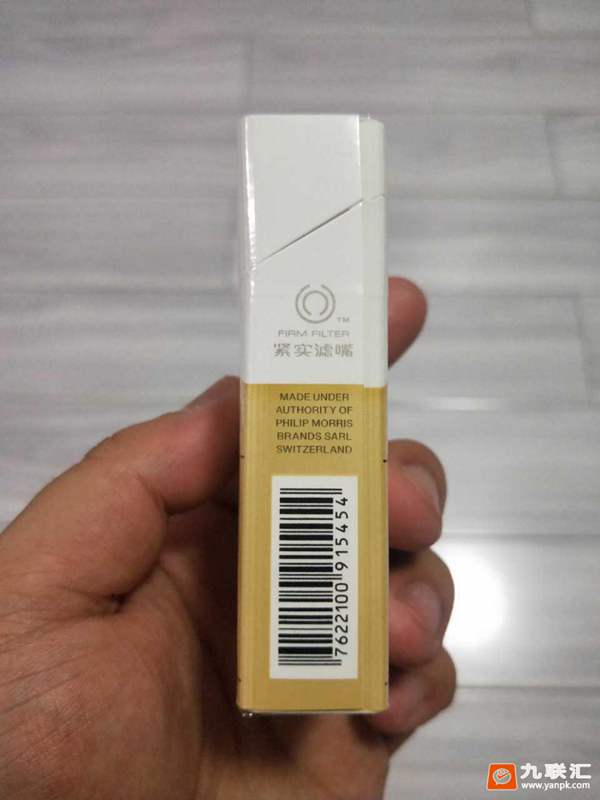 TM
FIRM FILTER
紧实滤嘴
MADE UNDER
AUTHORITY OF
PHILIP MORRIS
BRANDS SARL
SWITZERLAND
7622100 915454
九联汇
www.yanpk.com